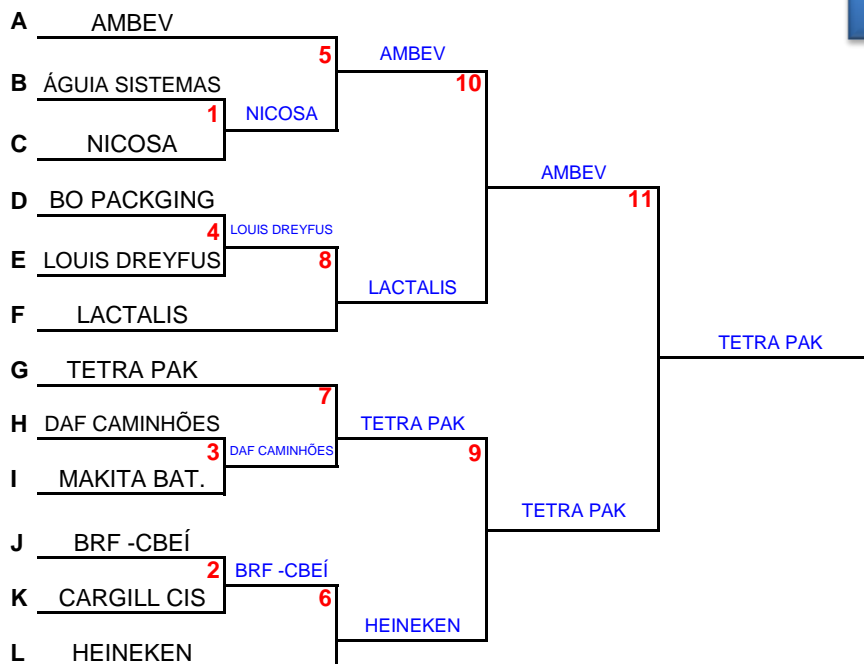 A AMBEV
5 AMBEV
B ÁGUIA SISTEMAS
10
1 NICOSA
C NICOSA
AMBEV
D BO PACKGING
11
4 LOUIS DREYFUS
E LOUIS DREYFUS
8
LACTALIS
F LACTALIS
TETRA PAK
G TETRA PAK
7
H DAF CAMINHÕES
TETRA PAK
3 DAF CAMINHÕES
9
I MAKITA BAT.
TETRA PAK
J BRF -CBEÍ
2 BRF -CBEÍ
K CARGILL CIS
6
HEINEKEN
L HEINEKEN